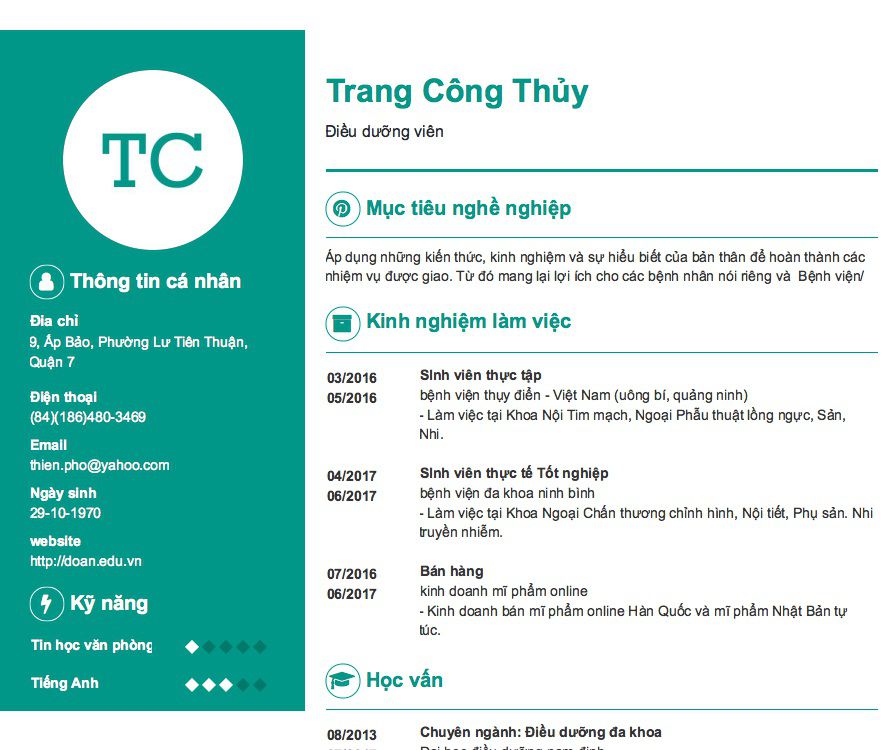 TC
Thông tin cá nhân
Địa chỉ
9, Ấp Bảo, Phường Lư Tiên Thuận,
Quận 7
Điện thoại
(84)(186)480-3469
Email
thien.pho@yahoo.com
Ngày sinh
29-10-1970
website
http://doan.edu.vn
Kỹ năng
Tin học văn phòng
Tiếng Anh
Trang Công Thủy
Điều dưỡng viên
Mục tiêu nghề nghiệp
Áp dụng những kiến thức, kinh nghiệm và sự hiểu biết của bản thân để hoàn thành các
nhiệm vụ được giao. Từ đó mang lại lợi ích cho các bệnh nhân nói riêng và Bệnh viện/
Kinh nghiệm làm việc
03/2016
05/2016
Sinh viên thực tập
bệnh viện thụy điển - Việt Nam (uông bí, quảng ninh)
- Làm việc tại Khoa Nội Tim mạch, Ngoại Phẫu thuật lồng ngực, Sản,
Nhi.
04/2017
06/2017
Sinh viên thực tế Tốt nghiệp
bệnh viện đa khoa ninh bình
- Làm việc tại Khoa Ngoại Chấn thương chỉnh hình, Nội tiết, Phụ sản. Nhi
truyền nhiễm.
07/2016
06/2017
Bán hàng
kinh doanh mĩ phẩm online
- Kinh doanh bán mĩ phẩm online Hàn Quốc và mĩ phẩm Nhật Bản tự
túc.
Học vấn
08/2013
Chuyên ngành: Điều dưỡng đa khoa